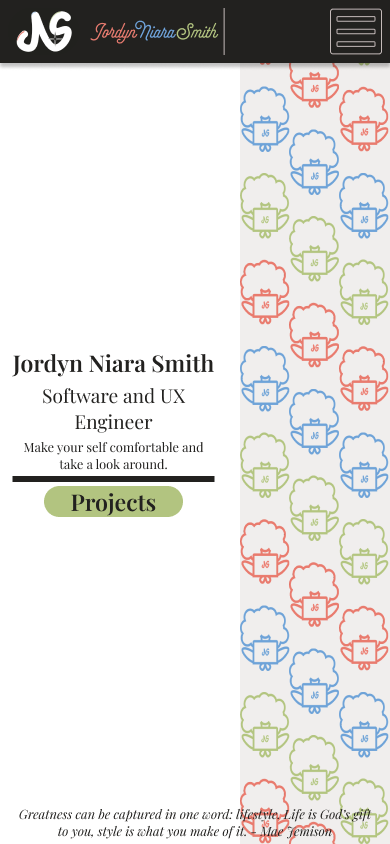 JNS
JordynNiaraSmith
Jordyn Niara Smith
Software and UX
Engineer
Make your self comfortable and
take a look around.
Projects
Greatness can be captured in one word: lifestyle. Life is God's gift
to you, style is what you make of it. - Mae Jemison